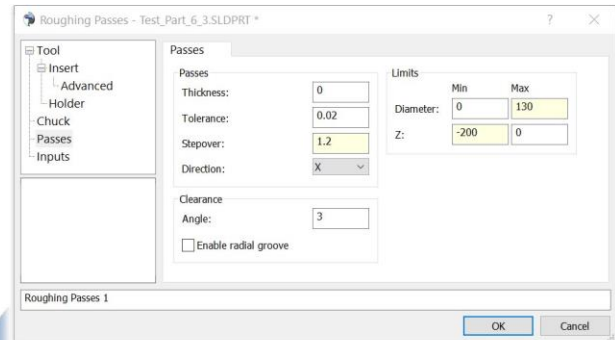 Roughing Passes - Test_Part_6_3.SLDPRT *
?
Tool
Insert
Advanced
Holder
Chuck
Passes
Inputs
Passes
Passes
Thickness: 0
Tolerance: 0.02
Stepover: 1.2
Direction: X
Clearance
Angle: 3
Enable radial groove
Limits
Min Max
Diameter: 0 130
Z: -200 0
Roughing Passes 1
OK Cancel